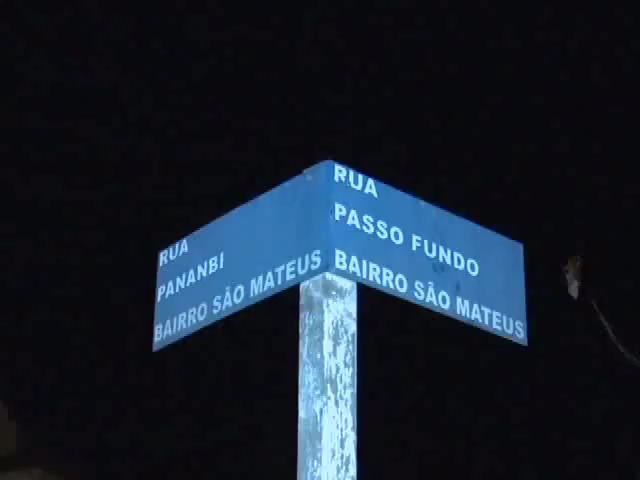 RUA
PANANBI
BAIRRO SÃO MATEUS
RUA
PASSO FUNDO
BAIRRO SÃO MATEUS